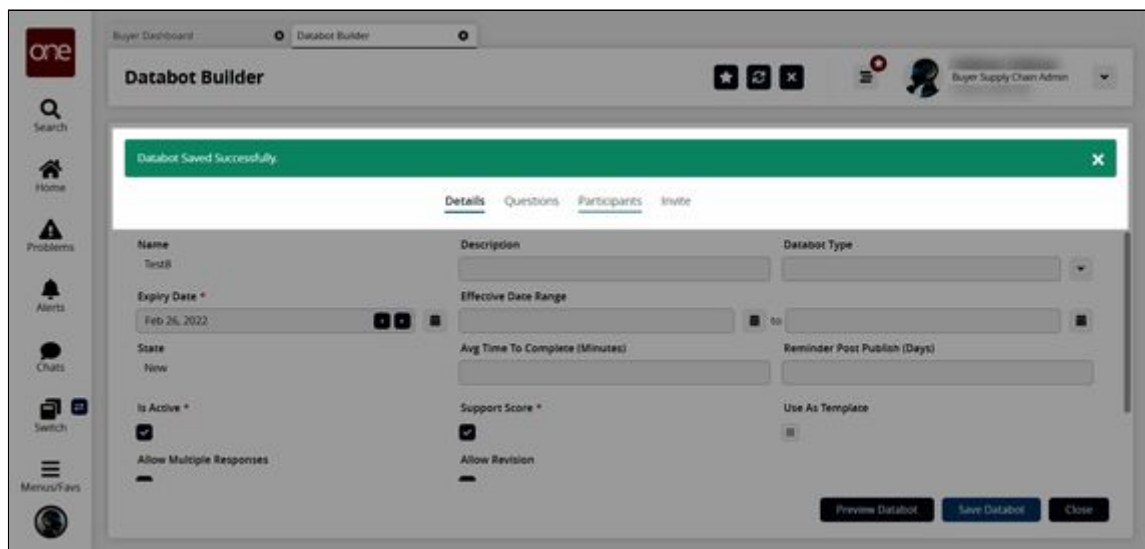 one
Buyer Dashboard Databot Builder
Databot Builder
Buyer Supply Chain Admin
Search
Home
Problems
Alerts
Chats
Switch
Menus/Favs
Databot Saved Successfully.
Details Questions Participants Invite
Name Description Databot Type
Test8
Expiry Date * Effective Date Range
Feb 26, 2022 to
State Avg Time To Complete (Minutes) Reminder Post Publish (Days)
New
Is Active * Support Score * Use As Template
Allow Multiple Responses Allow Revision
Preview Databot Save Databot Close